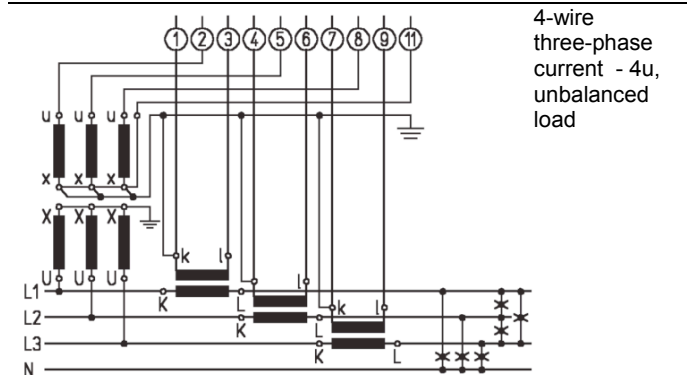 4-wire
three-phase
current - 4u,
unbalanced
load
1 2 3 4 5 6 7 8 9 11
u u u
x x x
X X X
k l
U U U
k l
L1
K L
L2
K L
L3
K L
N